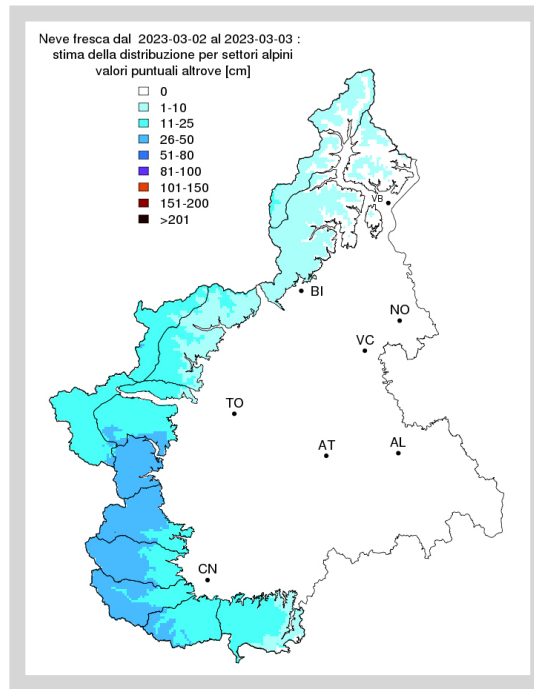 Neve fresca dal 2023-03-02 al 2023-03-03 :
stima della distribuzione per settori alpini
valori puntuali altrove [cm]
0
1-10
11-25
26-50
51-80
81-100
101-150
151-200
>201
VB
BI
NO
VC
TO
AT
AL
CN